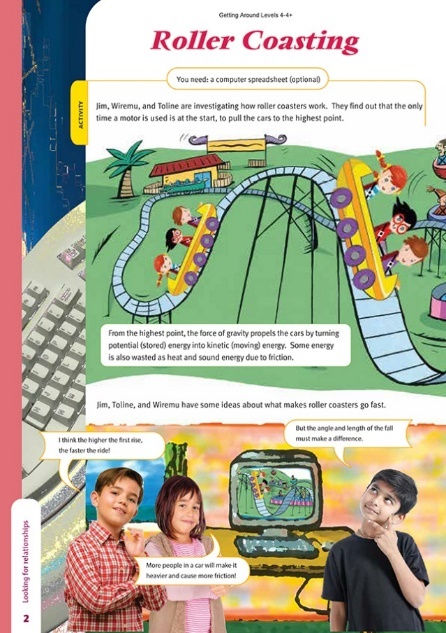 Getting Around Levels 4-4+
Roller Coasting
You need: a computer spreadsheet (optional)
ACTIVITY
Jim, Wiremu, and Toline are investigating how roller coasters work. They find out that the only
time a motor is used is at the start, to pull the cars to the highest point.
From the highest point, the force of gravity propels the cars by turning
potential (stored) energy into kinetic (moving) energy. Some energy
is also wasted as heat and sound energy due to friction.
Jim, Toline, and Wiremu have some ideas about what makes roller coasters go fast.
I think the higher the first rise,
the faster the ride!
But the angle and length of the fall
must make a difference.
More people in a car will make it
heavier and cause more friction!
Looking for relationships
2